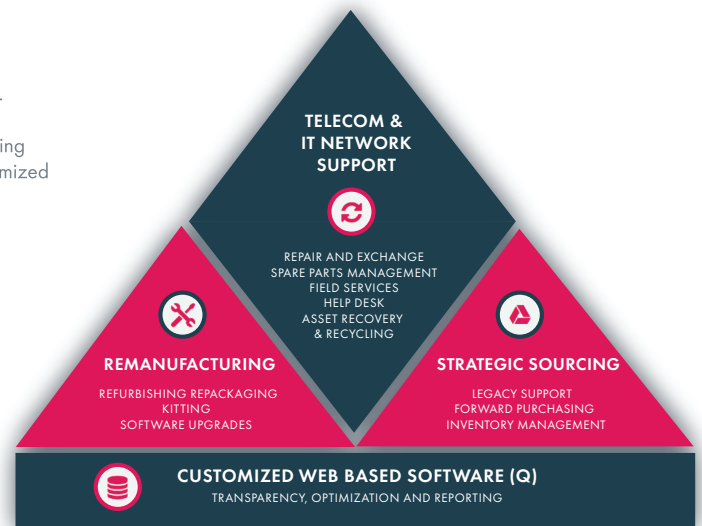 ing
mized
TELECOM &
IT NETWORK
SUPPORT
REPAIR AND EXCHANGE
SPARE PARTS MANAGEMENT
FIELD SERVICES
HELP DESK
ASSET RECOVERY
& RECYCLING
REMANUFACTURING
REFURBISHING REPACKAGING
KITTING
SOFTWARE UPGRADES
STRATEGIC SOURCING
LEGACY SUPPORT
FORWARD PURCHASING
INVENTORY MANAGEMENT
CUSTOMIZED WEB BASED SOFTWARE (Q)
TRANSPARENCY, OPTIMIZATION AND REPORTING